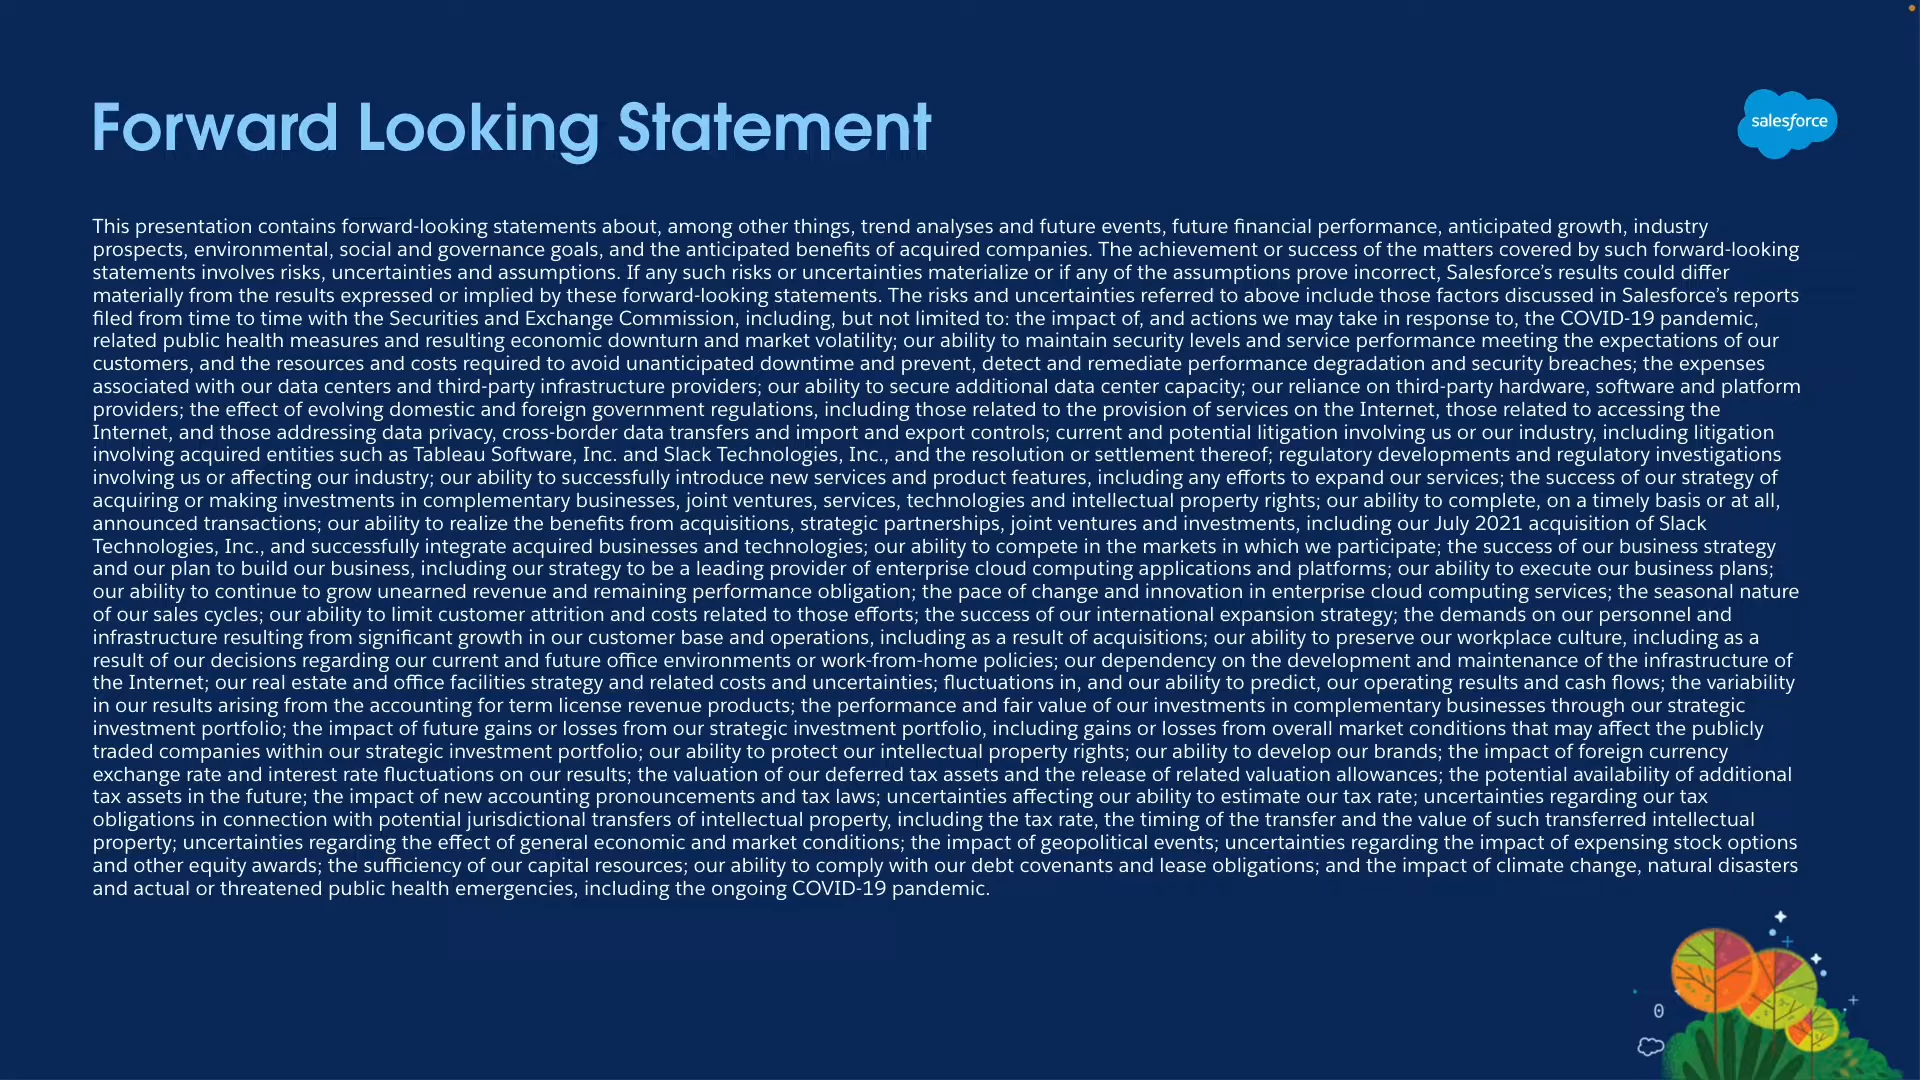 Forward Looking Statement
salesforce
This presentation contains forward-looking statements about, among other things, trend analyses and future events, future financial performance, anticipated growth, industry
prospects, environmental, social and governance goals, and the anticipated benefits of acquired companies. The achievement or success of the matters covered by such forward-looking
statements involves risks, uncertainties and assumptions. If any such risks or uncertainties materialize or if any of the assumptions prove incorrect, Salesforce’s results could differ
materially from the results expressed or implied by these forward-looking statements. The risks and uncertainties referred to above include those factors discussed in Salesforce’s reports
filed from time to time with the Securities and Exchange Commission, including, but not limited to: the impact of, and actions we may take in response to, the COVID-19 pandemic,
related public health measures and resulting economic downturn and market volatility; our ability to maintain security levels and service performance meeting the expectations of our
customers, and the resources and costs required to avoid unanticipated downtime and prevent, detect and remediate performance degradation and security breaches; the expenses
associated with our data centers and third-party infrastructure providers; our ability to secure additional data center capacity; our reliance on third-party hardware, software and platform
providers; the effect of evolving domestic and foreign government regulations, including those related to the provision of services on the Internet, those related to accessing the
Internet, and those addressing data privacy, cross-border data transfers and import and export controls; current and potential litigation involving us or our industry, including litigation
involving acquired entities such as Tableau Software, Inc. and Slack Technologies, Inc., and the resolution or settlement thereof; regulatory developments and regulatory investigations
involving us or affecting our industry; our ability to successfully introduce new services and product features, including any efforts to expand our services; the success of our strategy of
acquiring or making investments in complementary businesses, joint ventures, services, technologies and intellectual property rights; our ability to complete, on a timely basis or at all,
announced transactions; our ability to realize the benefits from acquisitions, strategic partnerships, joint ventures and investments, including our July 2021 acquisition of Slack
Technologies, Inc., and successfully integrate acquired businesses and technologies; our ability to compete in the markets in which we participate; the success of our business strategy
and our plan to build our business, including our strategy to be a leading provider of enterprise cloud computing applications and platforms; our ability to execute our business plans;
our ability to continue to grow unearned revenue and remaining performance obligation; the pace of change and innovation in enterprise cloud computing services; the seasonal nature
of our sales cycles; our ability to limit customer attrition and costs related to those efforts; the success of our international expansion strategy; the demands on our personnel and
infrastructure resulting from significant growth in our customer base and operations, including as a result of acquisitions; our ability to preserve our workplace culture, including as a
result of our decisions regarding our current and future office environments or work-from-home policies; our dependency on the development and maintenance of the infrastructure of
the Internet; our real estate and office facilities strategy and related costs and uncertainties; fluctuations in, and our ability to predict, our operating results and cash flows; the variability
in our results arising from the accounting for term license revenue products; the performance and fair value of our investments in complementary businesses through our strategic
investment portfolio; the impact of future gains or losses from our strategic investment portfolio, including gains or losses from overall market conditions that may affect the publicly
traded companies within our strategic investment portfolio; our ability to protect our intellectual property rights; our ability to develop our brands; the impact of foreign currency
exchange rate and interest rate fluctuations on our results; the valuation of our deferred tax assets and the release of related valuation allowances; the potential availability of additional
tax assets in the future; the impact of new accounting pronouncements and tax laws; uncertainties affecting our ability to estimate our tax rate; uncertainties regarding our tax
obligations in connection with potential jurisdictional transfers of intellectual property, including the tax rate, the timing of the transfer and the value of such transferred intellectual
property; uncertainties regarding the effect of general economic and market conditions; the impact of geopolitical events; uncertainties regarding the impact of expensing stock options
and other equity awards; the sufficiency of our capital resources; our ability to comply with our debt covenants and lease obligations; and the impact of climate change, natural disasters
and actual or threatened public health emergencies, including the ongoing COVID-19 pandemic.